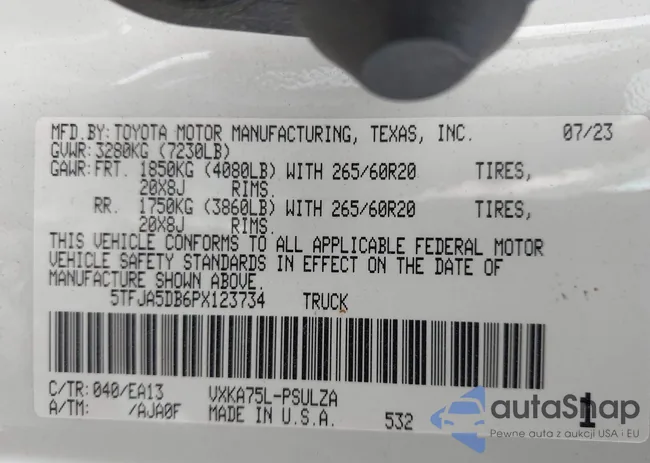 MFD.BY:TOYOTA MOTOR MANUFACTURING, TEXAS, INC. 07/23
GVWR:3280KG (7230LB)
GAWR:FRT. 1850KG (4080LB) WITH 265/60R20 TIRES,
20X8J RIMS.
RR. 1750KG (3860LB) WITH 265/60R20 TIRES,
20X8J RIMS.
THIS VEHICLE CONFORMS TO ALL APPLICABLE FEDERAL MOTOR
VEHICLE SAFETY STANDARDS IN EFFECT ON THE DATE OF
MANUFACTURE SHOWN ABOVE.
5TFJA5DB6PX123734 TRUCK
C/TR:040/EA13 VXKA75L-PSULZA
A/TM: /AJA0F MADE IN U.S.A. 532 1
autoShap
Pewne auta z aukcji USA i EU